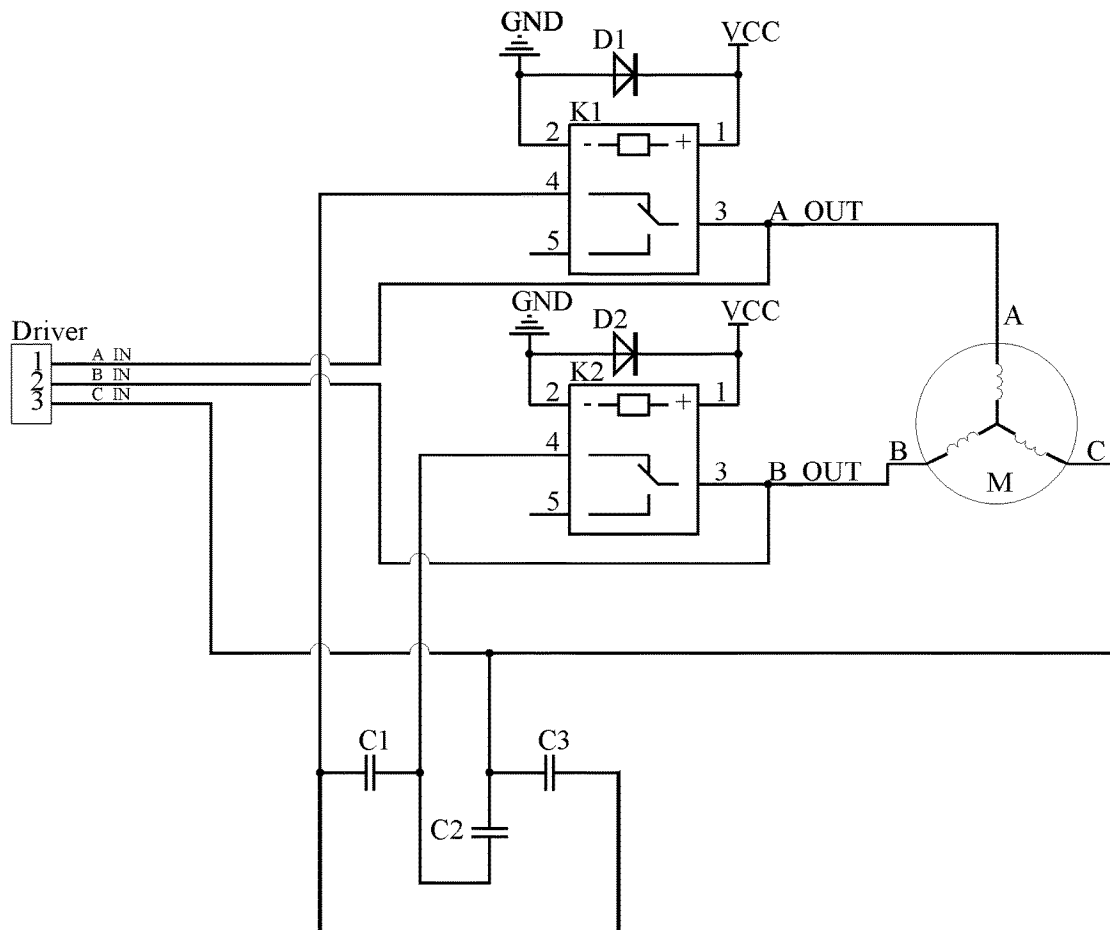 GND
D1
VCC
K1
2
- +
1
4
3
A OUT
5
GND
D2
VCC
A
Driver
1
A IN
2
B IN
3
C IN
K2
2
- +
1
4
3
B OUT
B
C
M
5
C1
C3
C2